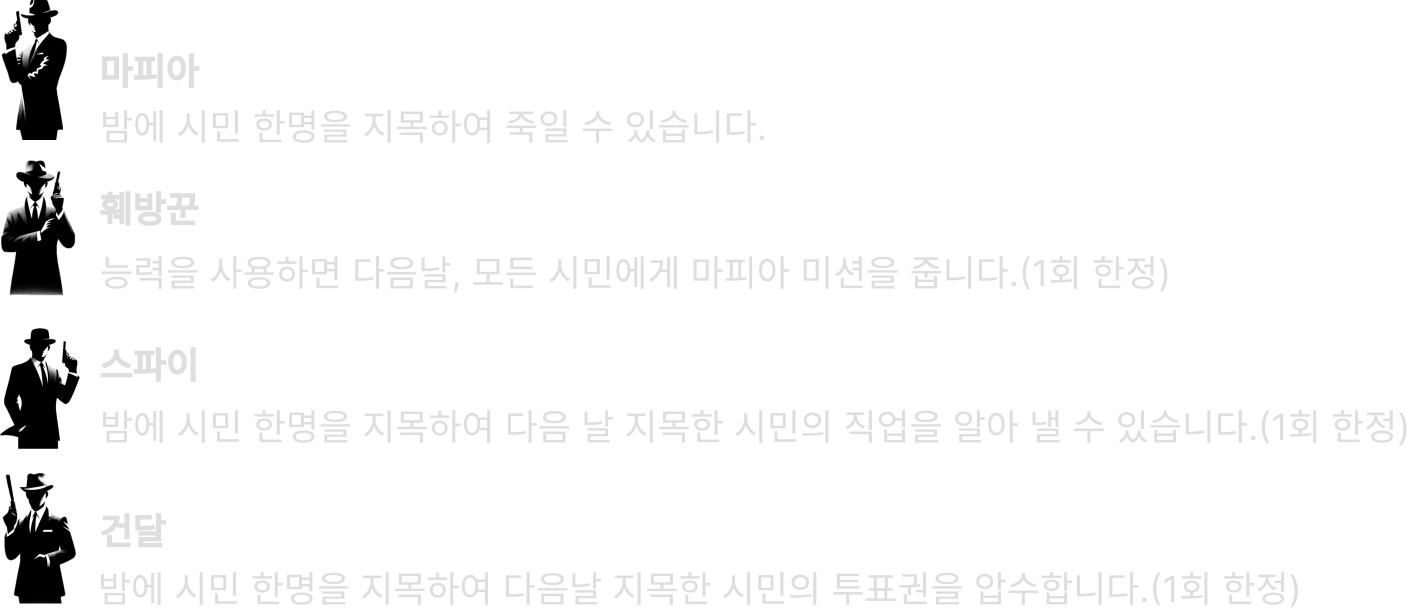 마피아
밤에 시민 한명을 지목하여 죽일 수 있습니다.
훼방꾼
능력을 사용하면 다음날, 모든 시민에게 마피아 미션을 줍니다.(1회 한정)
스파이
밤에 시민 한명을 지목하여 다음 날 지목한 시민의 직업을 알아 낼 수 있습니다.(1회 한정)
건달
밤에 시민 한명을 지목하여 다음날 지목한 시민의 투표권을 압수합니다.(1회 한정)